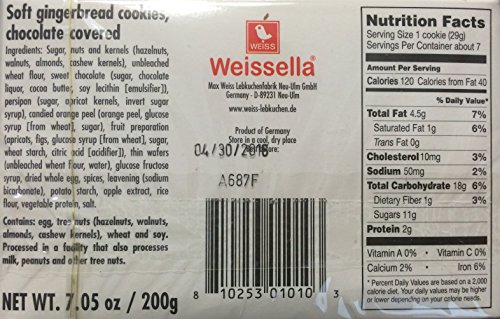 Soft gingerbread cookies,
chocolate covered
Ingredients: Sugar, nuts and kernels (hazelnuts,
walnuts, almonds, cashew kernels), unbleached
wheat flour, sweet chocolate (sugar, chocolate
liquor, cocoa butter, soy lecithin [emulsifier]),
persipan (sugar, apricot kernels, invert sugar
syrup), candied orange peel (orange peel, glucose
syrup [from wheat], sugar), fruit preparation
(apricots, figs, glucose syrup [from wheat], sugar,
wheat starch, citric acid (acidifier)), thin wafers
(unbleached wheat flour, water), glucose fructose
syrup, dried whole egg, spices, leavening (sodium
bicarbonate), potato starch, apple extract, rice
flour, vegetable protein, salt.
Contains: egg, tree nuts (hazelnuts, walnuts,
almonds, cashew kernels), wheat and soy.
Processed in a facility that also processes
milk, peanuts and other tree nuts.
NET WT. 7.05 oz / 200g
WEISS
Weissella®
Max Weiss Lebkuchenfabrik Neu-Ulm GmbH
Germany - D-89231 Neu-Ulm
www.weiss-lebkuchen.de
Product of Germany
Store in a cool, dry place
04/30/2018
A687F
8 10253 01010 3
Nutrition Facts
Serving Size 1 cookie (29g)
Servings Per Container about 7
Amount Per Serving
Calories 120 Calories from Fat 40
% Daily Value*
Total Fat 4.5g 7%
Saturated Fat 1g 6%
Trans Fat 0g
Cholesterol 10mg 3%
Sodium 50mg 2%
Total Carbohydrate 18g 6%
Dietary Fiber 1g 3%
Sugars 11g
Protein 2g
Vitamin A 0% • Vitamin C 0%
Calcium 2% • Iron 6%
* Percent Daily Values are based on a 2,000
calorie diet. Your daily values may be higher
or lower depending on your calorie needs.